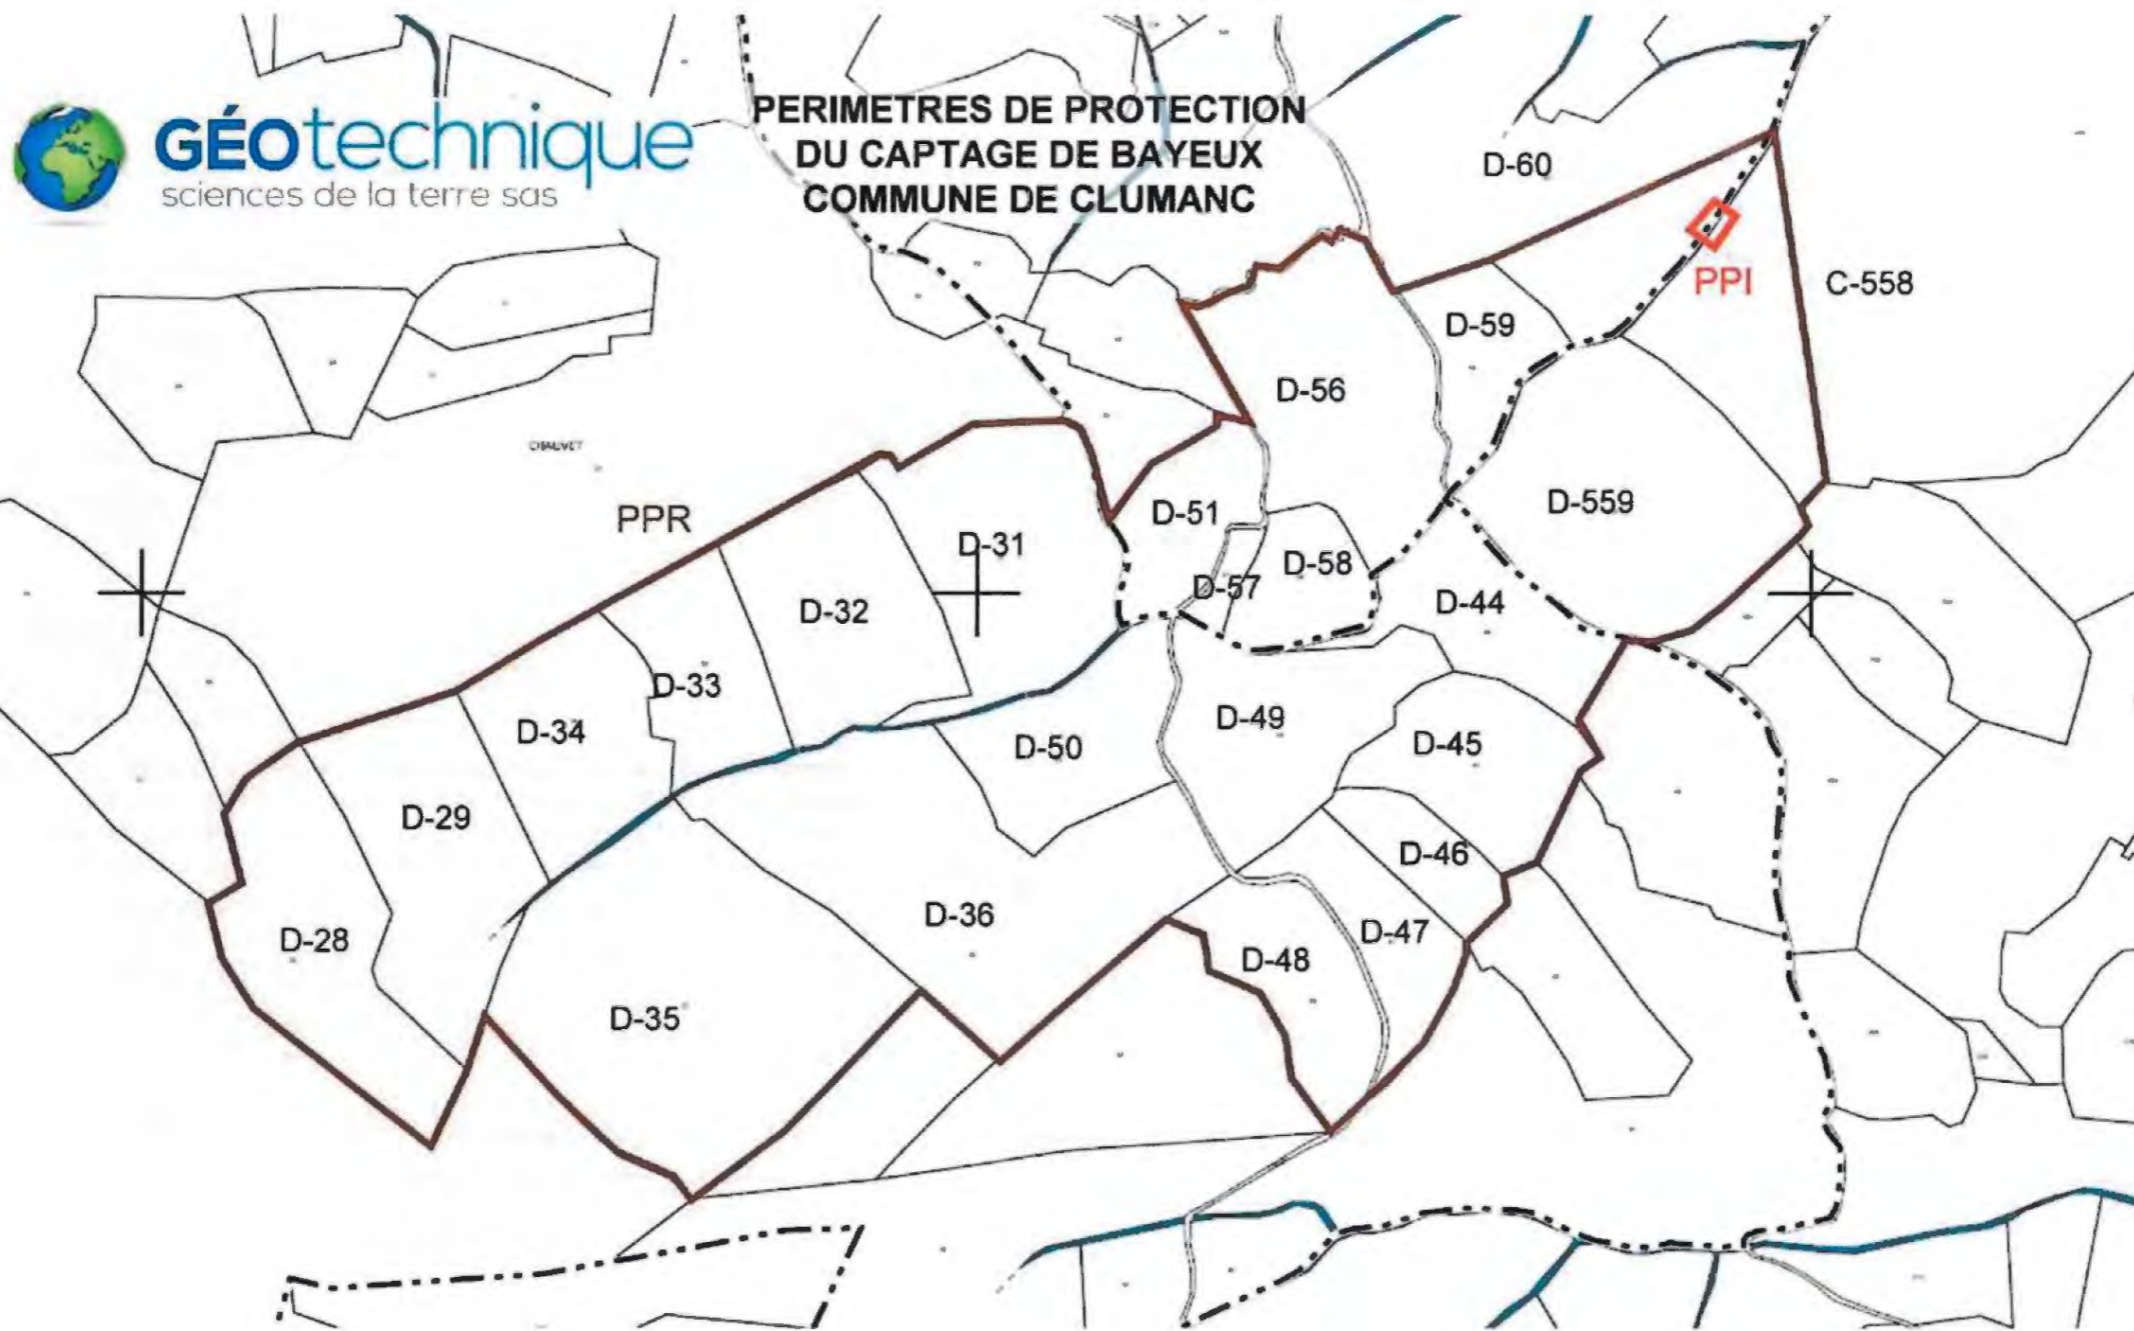 GÉOtechnique
sciences de la terre sas
PERIMETRES DE PROTECTION
DU CAPTAGE DE BAYEUX
COMMUNE DE CLUMANC
D-60
PPI
C-558
D-59
D-56
CHAUVET
PPR
D-51
D-559
D-31
D-58
D-57
D-44
D-32
D-33
D-34
D-49
D-50
D-45
D-29
D-46
D-36
D-47
D-28
D-48
D-35